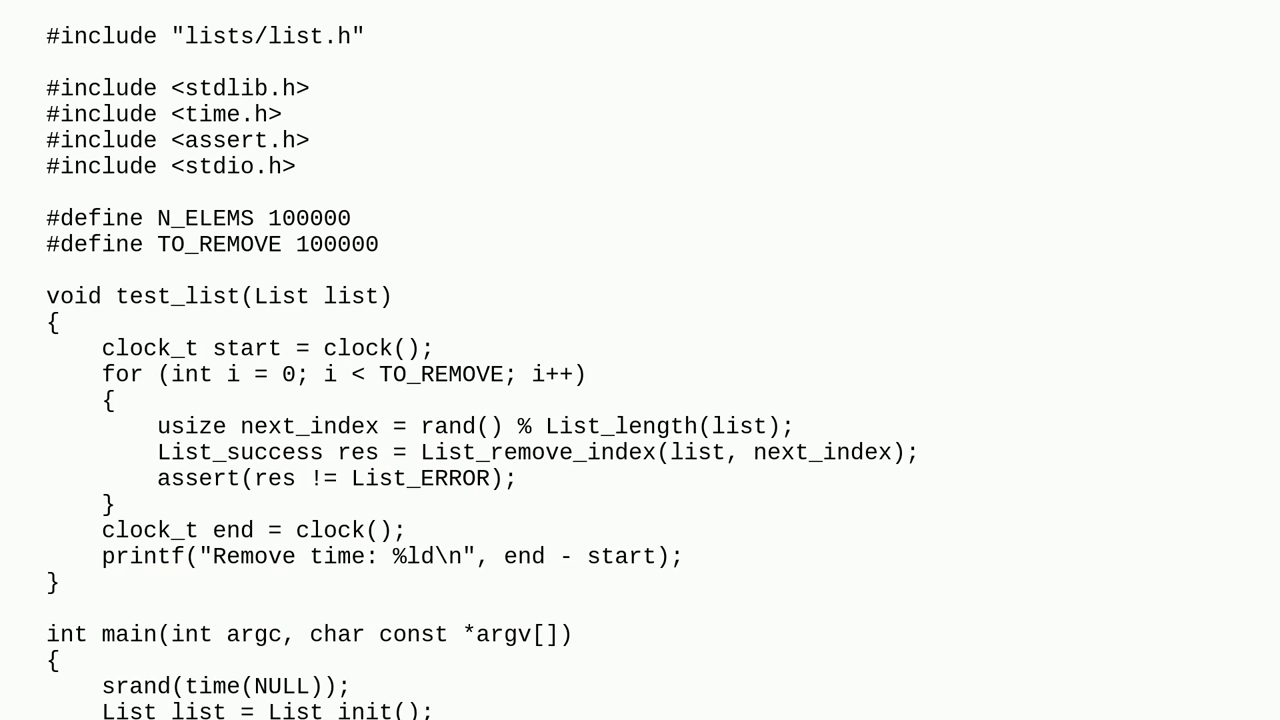 #include "lists/list.h"

#include <stdlib.h>
#include <time.h>
#include <assert.h>
#include <stdio.h>

#define N_ELEMS 100000
#define TO_REMOVE 100000

void test_list(List list)
{
    clock_t start = clock();
    for (int i = 0; i < TO_REMOVE; i++)
    {
        usize next_index = rand() % List_length(list);
        List_success res = List_remove_index(list, next_index);
        assert(res != List_ERROR);
    }
    clock_t end = clock();
    printf("Remove time: %ld\n", end - start);
}

int main(int argc, char const *argv[])
{
    srand(time(NULL));
    List list = List_init();